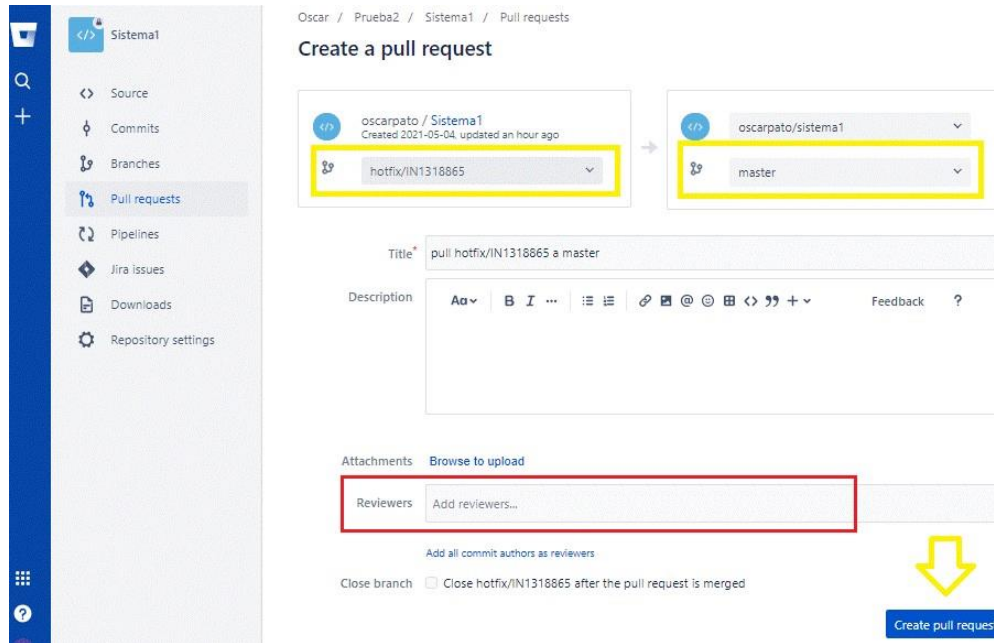 Oscar / Prueba2 / Sistema1 / Pull requests
Sistema1
Create a pull request
Source
Commits
Branches
Pull requests
Pipelines
Jira issues
Downloads
Repository settings
oscarpato / Sistema1
Created 2021-05-04, updated an hour ago
hotfix/IN1318865
oscarpato/sistema1
master
Title* pull hotfix/IN1318865 a master
Description Aa B I ... Feedback ?
Attachments Browse to upload
Reviewers Add reviewers...
Add all commit authors as reviewers
Close branch Close hotfix/IN1318865 after the pull request is merged
Create pull reques